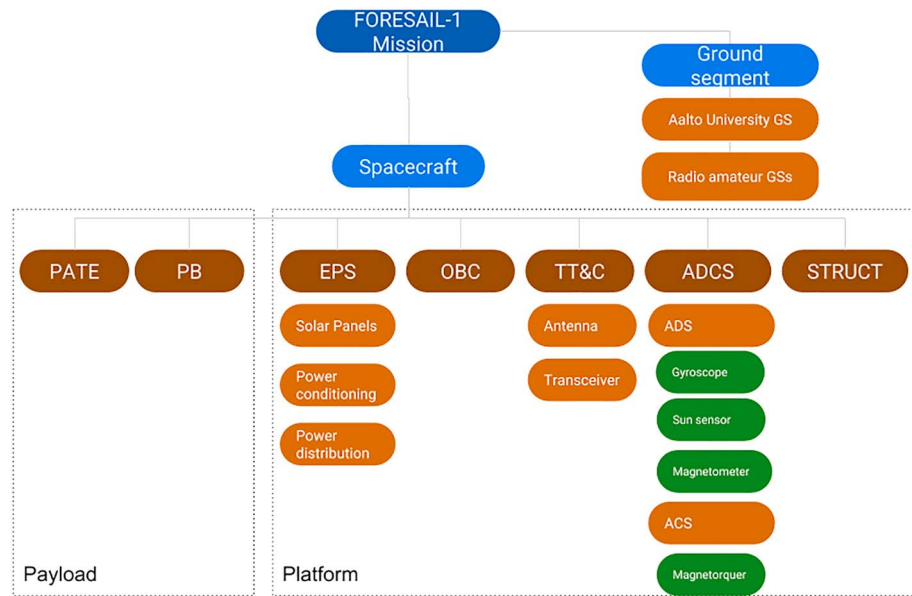 FORESAIL-1
Mission
Ground
segment
Aalto University GS
Radio amateur GSs
Spacecraft
PATE
PB
EPS
OBC
TT&C
ADCS
STRUCT
Solar Panels
Antenna
ADS
Power
conditioning
Transceiver
Gyroscope
Sun sensor
Power
distribution
Magnetometer
ACS
Magnetorquer
Payload
Platform